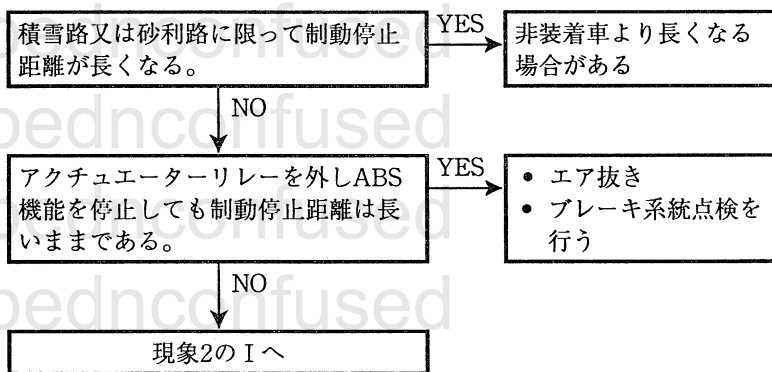 積雪路又は砂利路に限って制動停止
距離が長くなる。
YES
非装着車より長くなる
場合がある
NO
アクチュエーターリレーを外しABS
機能を停止しても制動停止距離は長
いままである。
YES
• エア抜き
• ブレーキ系統点検を
行う
NO
現象2のIへ
pednconfused
pednconfused
pednconfused